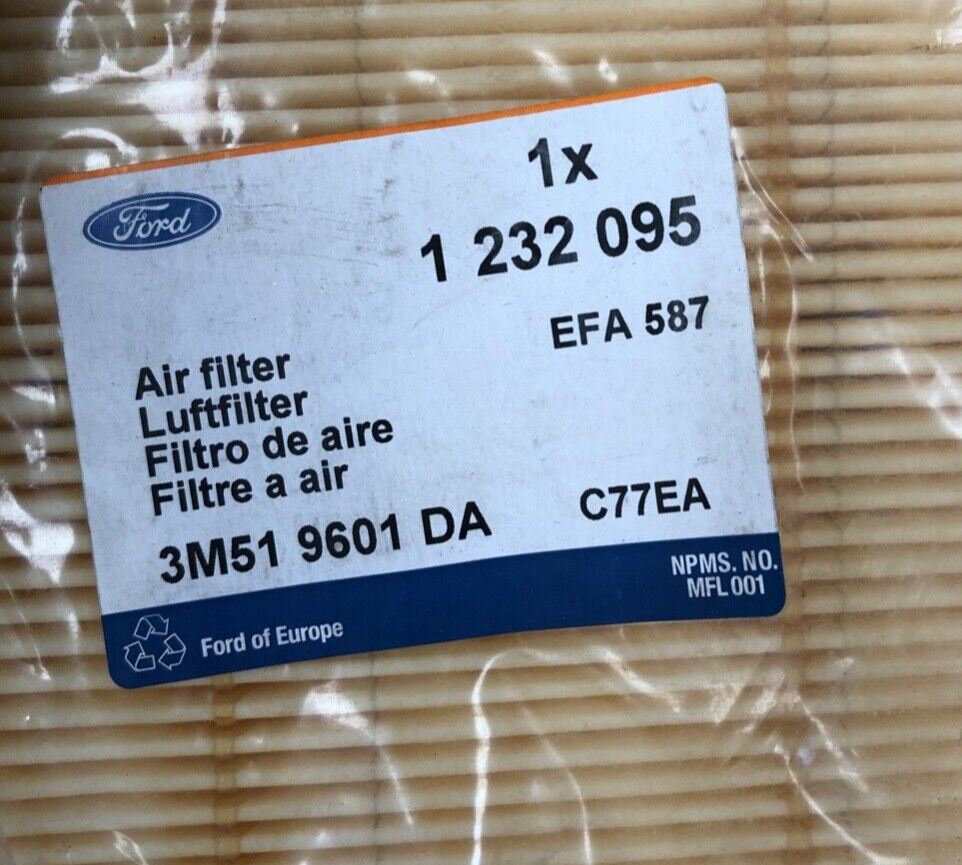 1x
Ford
1 232 095
EFA 587
Air filter
Luftfilter
Filtro de aire
Filtre a air
3M51 9601 DA
C77EA
NPMS. NO.
MFL 001
Ford of Europe